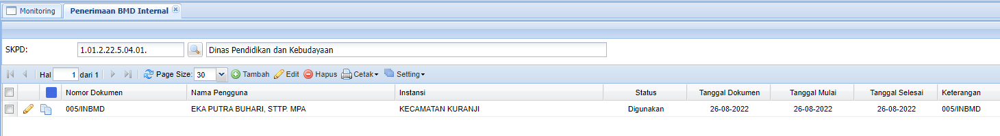 Monitoring Penerimaan BMD Internal
SKPD: 1.01.2.22.5.04.01. Dinas Pendidikan dan Kebudayaan
Hal 1 dari 1 Page Size: 30 Tambah Edit Hapus Cetak Setting
Nomor Dokumen Nama Pengguna Instansi Status Tanggal Dokumen Tanggal Mulai Tanggal Selesai Keterangan
005/INBMD EKA PUTRA BUHARI, STTP. MPA KECAMATAN KURANJI Digunakan 26-08-2022 26-08-2022 26-08-2022 005/INBMD